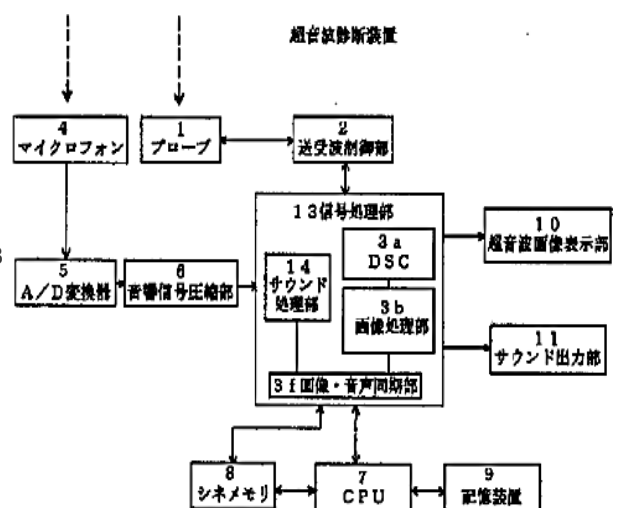 超音波診断装置
4
マイクロフォン
1
プローブ
2
送受波制御部
13信号処理部
3a
DSC
10
超音波画像表示部
5
A/D変換器
6
音響信号圧縮部
14
サウンド
処理部
3b
画像処理部
11
サウンド出力部
3f画像・音声同期部
8
シネメモリ
7
CPU
9
記憶装置